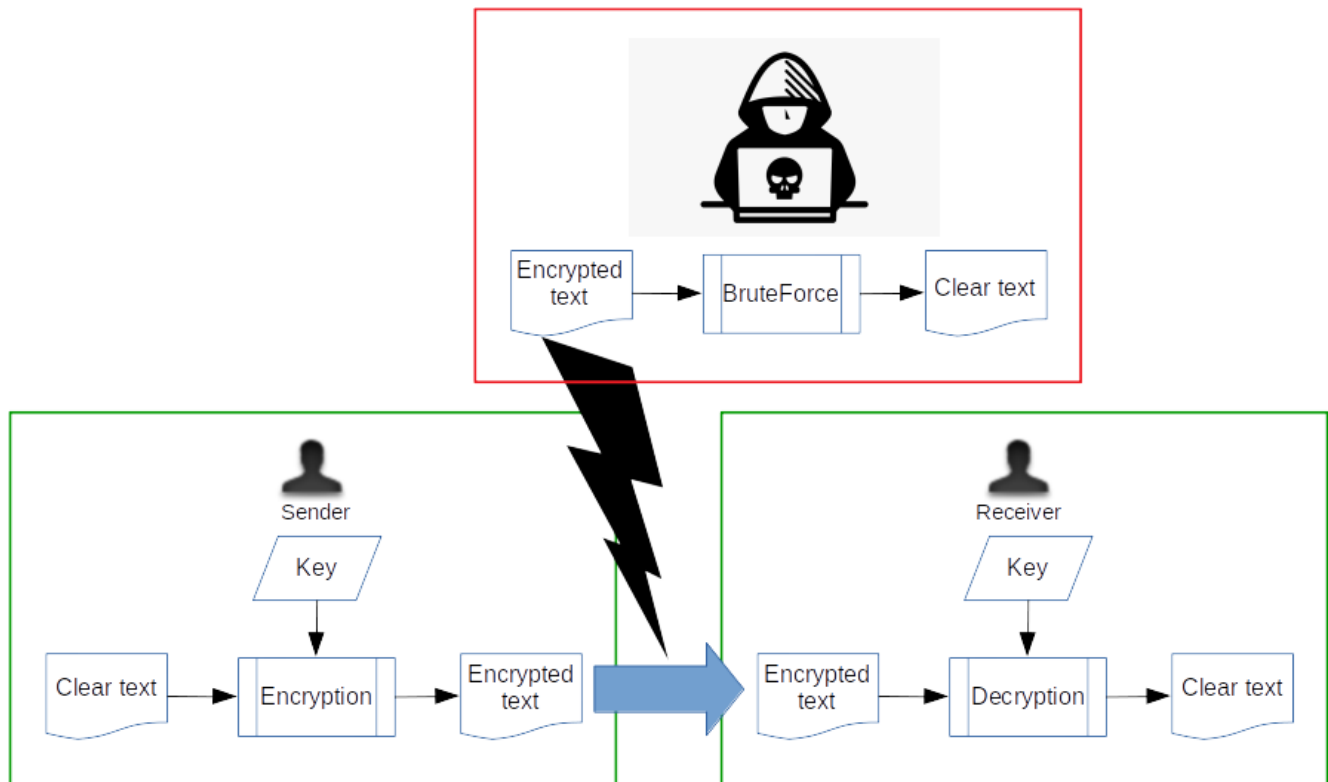 Encrypted
text
BruteForce
Clear text
Sender
Key
Clear text
Encryption
Encrypted
text
Receiver
Key
Encrypted
text
Decryption
Clear text